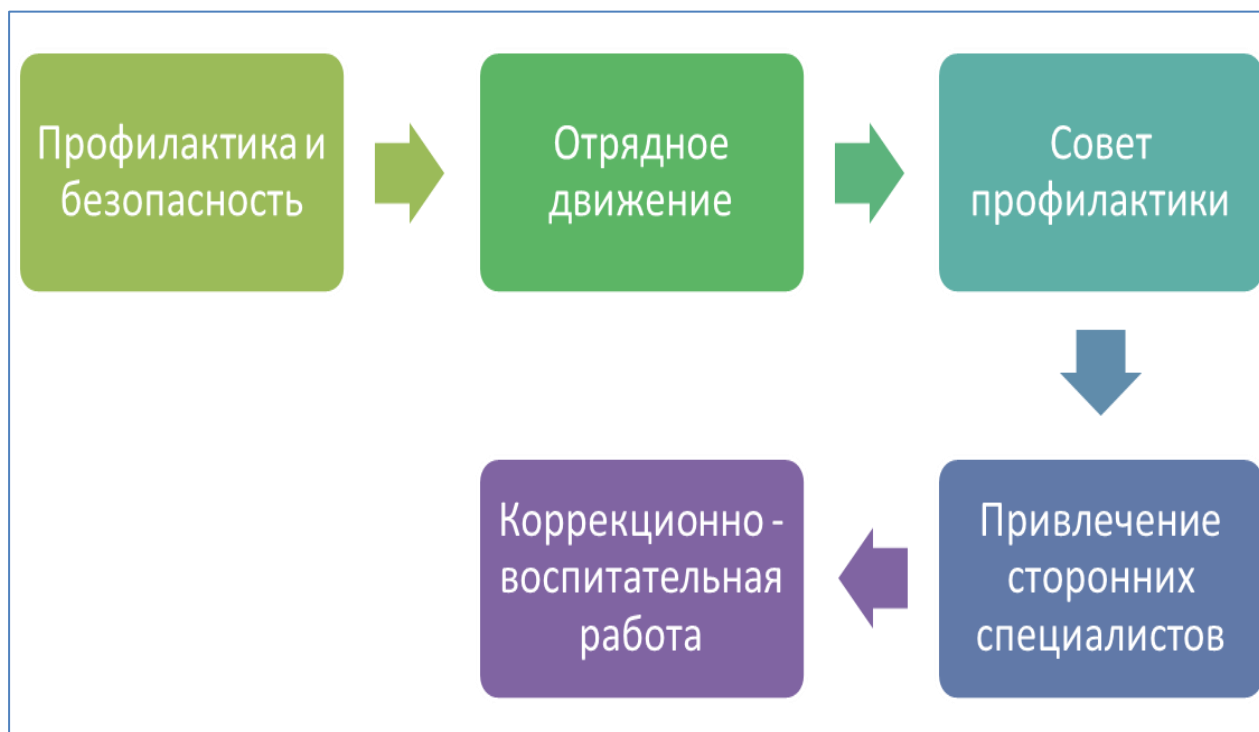 Профилактика и
безопасность
Отрядное
движение
Совет
профилактики
Привлечение
сторонних
специалистов
Коррекционно -
воспитательная
работа